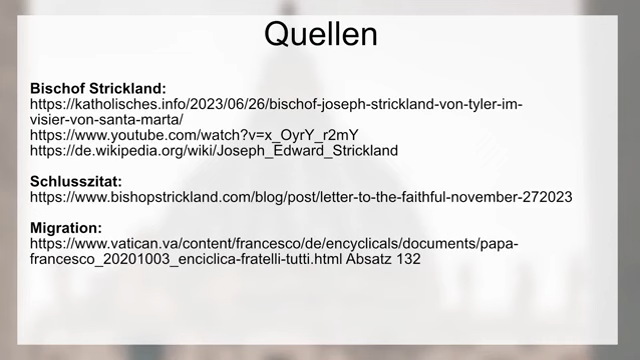 Quellen
Bischof Strickland:
https://katholisches.info/2023/06/26/bischof-joseph-strickland-von-tyler-im-
visier-von-santa-marta/
https://www.youtube.com/watch?v=x_OyrY_r2mY
https://de.wikipedia.org/wiki/Joseph_Edward_Strickland
Schlusszitat:
https://www.bishopstrickland.com/blog/post/letter-to-the-faithful-november-272023
Migration:
https://www.vatican.va/content/francesco/de/encyclicals/documents/papa-
francesco_20201003_enciclica-fratelli-tutti.html Absatz 132